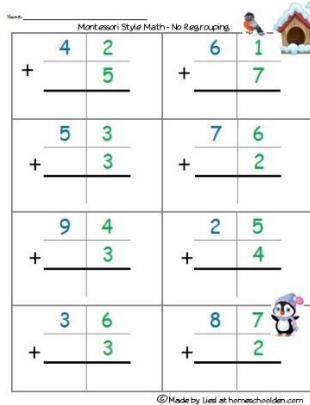 Name:
Montessori Style Math - No Regrouping
4 2 6 1
+ 5 + 7
5 3 7 6
+ 3 + 2
9 4 2 5
+ 3 + 4
3 6 8 7
+ 3 + 2
©Made by Liesl at homeschoolden.com